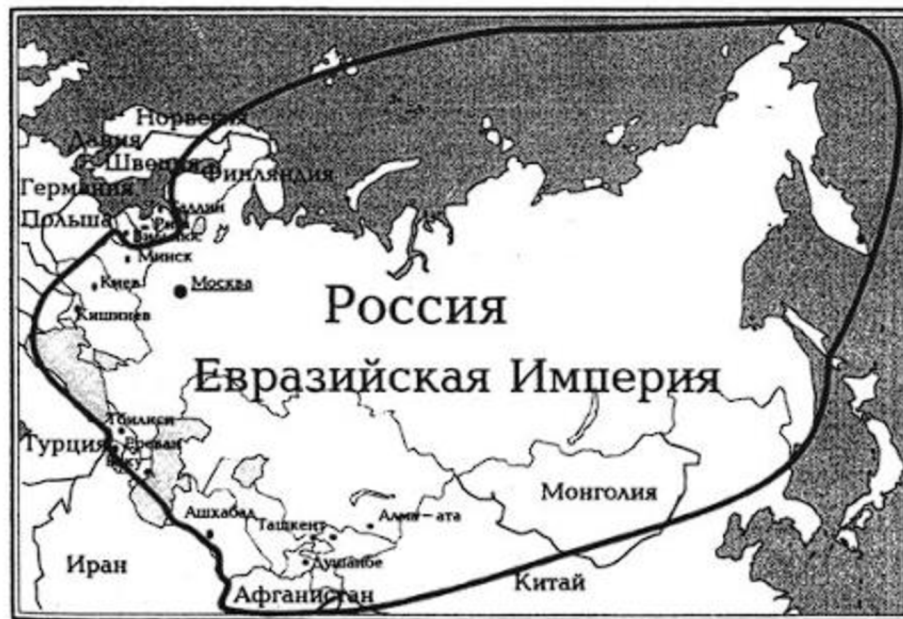 Норвегия
Дания
Швеция
Финляндия
Германия
Таллин
Польша
Рига
Вильнюс
Минск
Киев
Москва
Кишинев
Россия
Евразийская Империя
Тбилиси
Турция
Ереван
Баку
Монголия
Ашхабад
Алма-ата
Ташкент
Иран
Душанбе
Афганистан
Китай